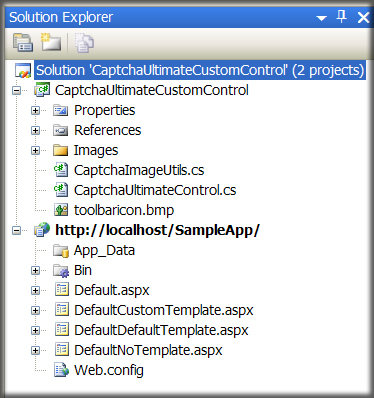 Solution Explorer
Solution 'CaptchaUltimateCustomControl' (2 projects)
CaptchaUltimateCustomControl
Properties
References
Images
CaptchaImageUtils.cs
CaptchaUltimateControl.cs
toolbaricon.bmp
http://localhost/SampleApp/
App_Data
Bin
Default.aspx
DefaultCustomTemplate.aspx
DefaultDefaultTemplate.aspx
DefaultNoTemplate.aspx
Web.config